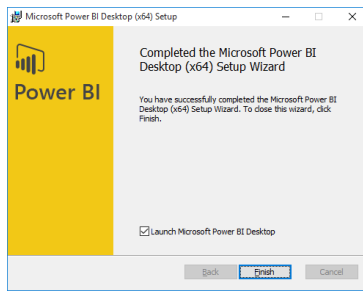 Microsoft Power BI Desktop (x64) Setup
Power BI
Completed the Microsoft Power BI
Desktop (x64) Setup Wizard
You have successfully completed the Microsoft Power BI
Desktop (x64) Setup Wizard. To close this wizard, click
Finish.
Launch Microsoft Power BI Desktop
Back Finish Cancel